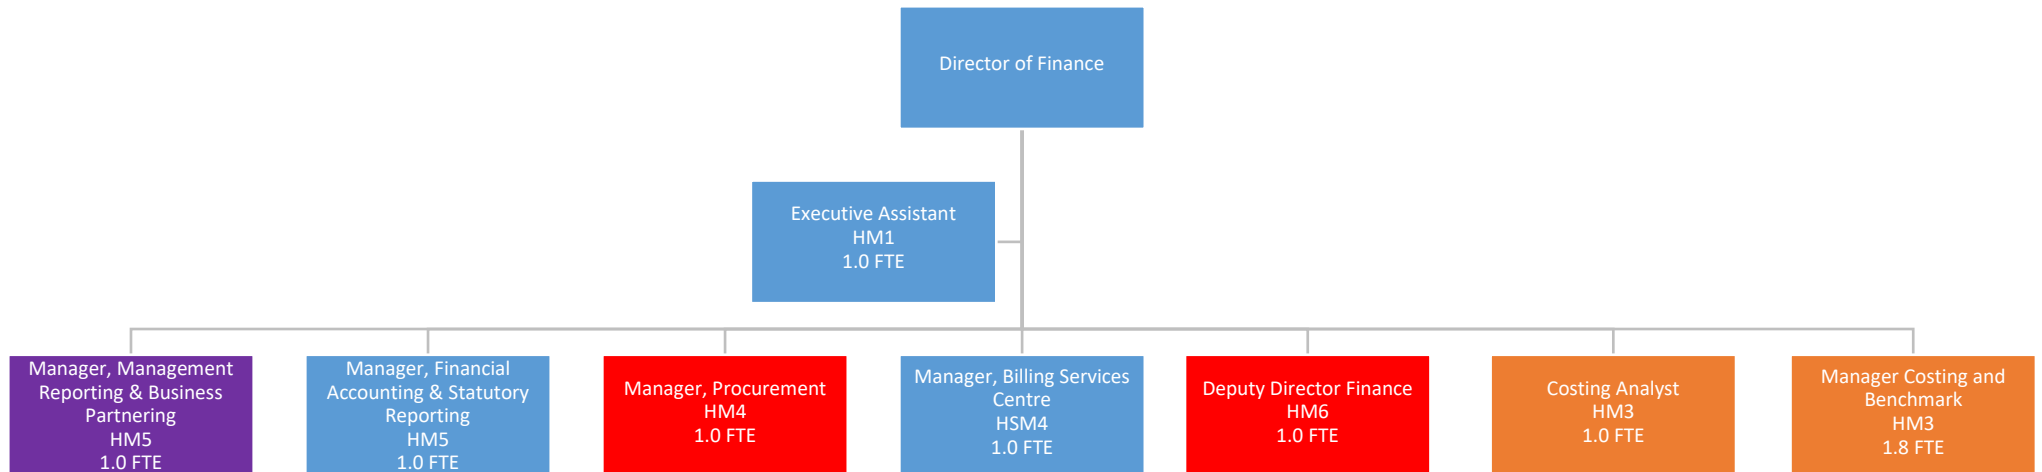 Director of Finance
Executive Assistant
HM1
1.0 FTE
Manager, Management
Reporting & Business
Partnering
HM5
1.0 FTE
Manager, Financial
Accounting & Statutory
Reporting
HM5
1.0 FTE
Manager, Procurement
HM4
1.0 FTE
Manager, Billing Services
Centre
HSM4
1.0 FTE
Deputy Director Finance
HM6
1.0 FTE
Costing Analyst
HM3
1.0 FTE
Manager Costing and
Benchmark
HM3
1.8 FTE